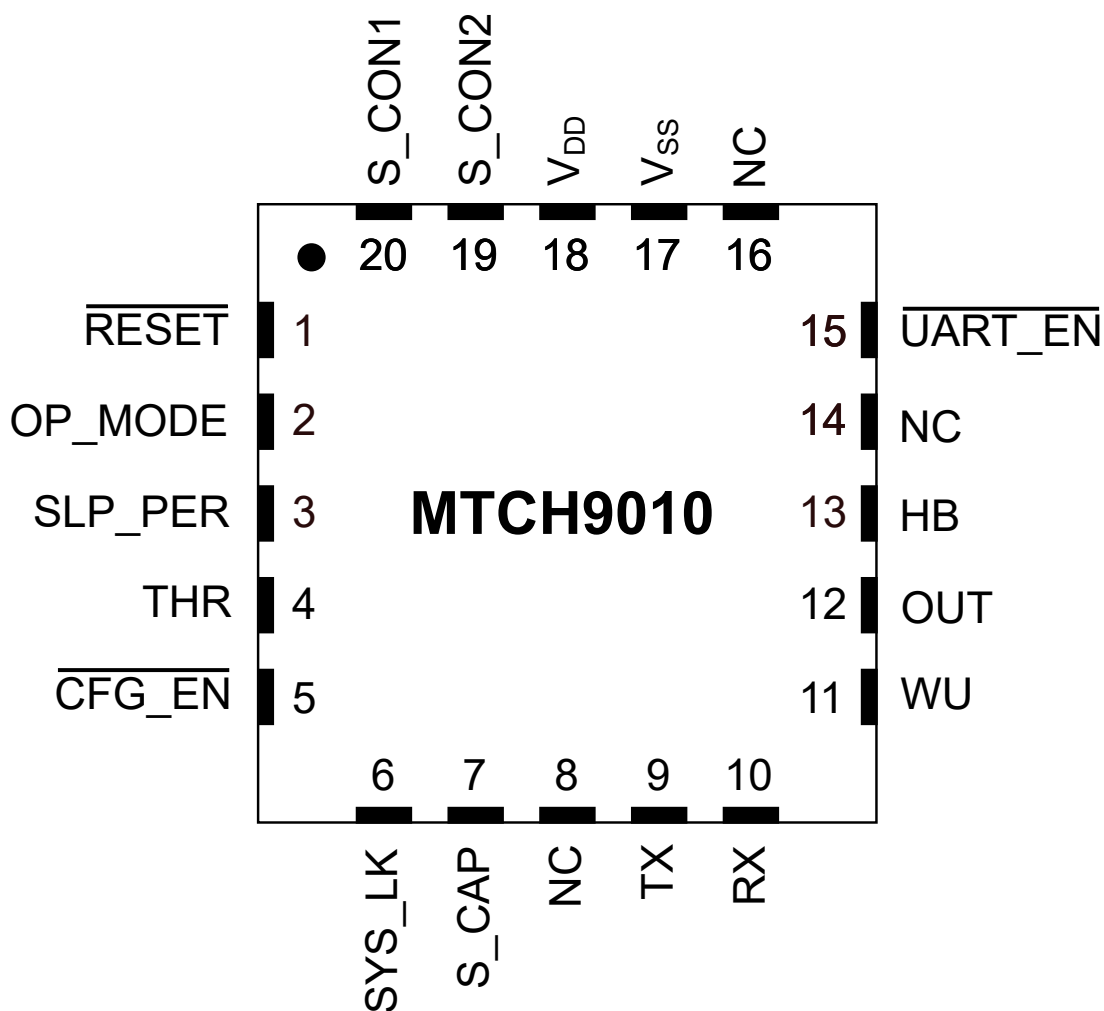 S_CON1
S_CON2
VDD
VSS
NC
20
19
18
17
16
RESET
1
15
UART_EN
OP_MODE
2
14
NC
SLP_PER
3
MTCH9010
13
HB
THR
4
12
OUT
CFG_EN
5
11
WU
6
7
8
9
10
SYS_LK
S_CAP
NC
TX
RX